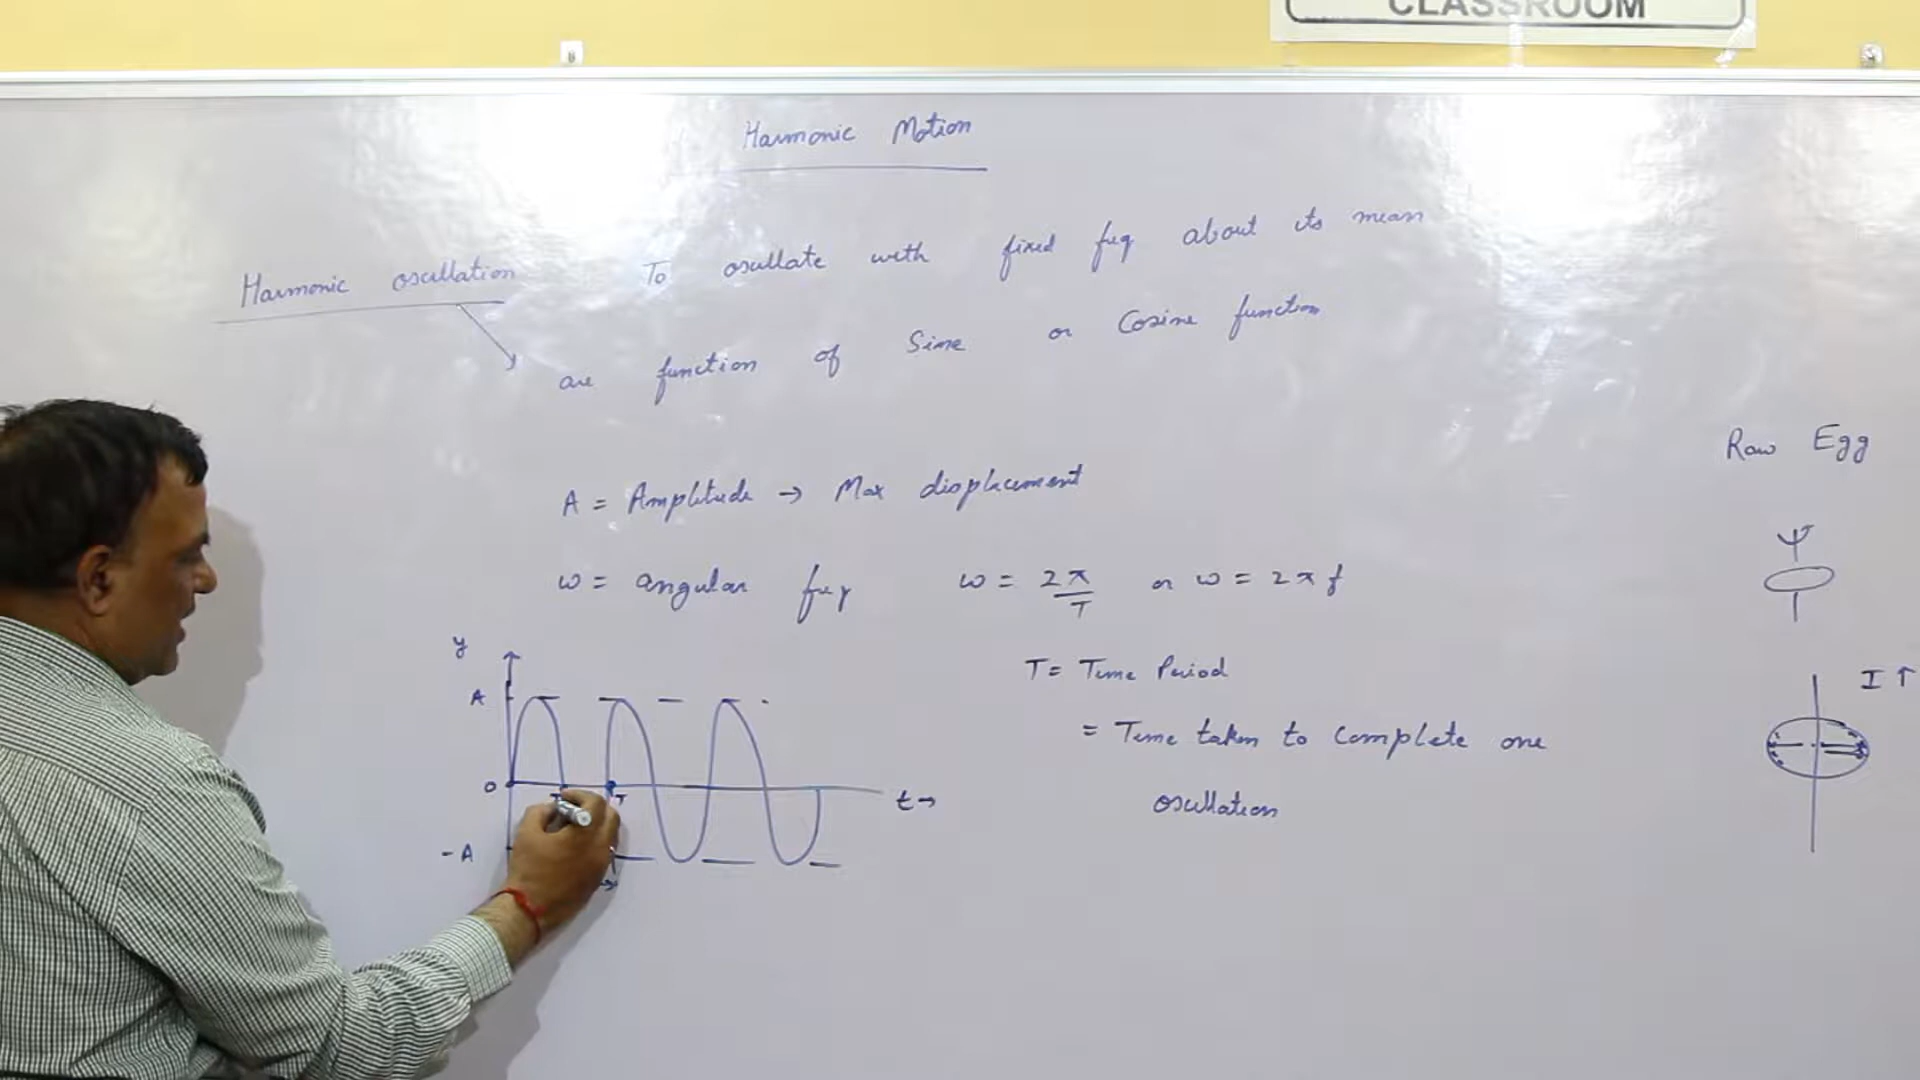 CLASSROOM
Harmonic Motion
Harmonic oscillation To oscillate with fixed freq about its mean
are function of Sine or Cosine function
Raw Egg
A = Amplitude → Max displacement
ω = angular freq ω = 2π/T or ω = 2πf
y
T = Time Period
I ↑
A
= Time taken to complete one
O
T
t →
oscillation
-A